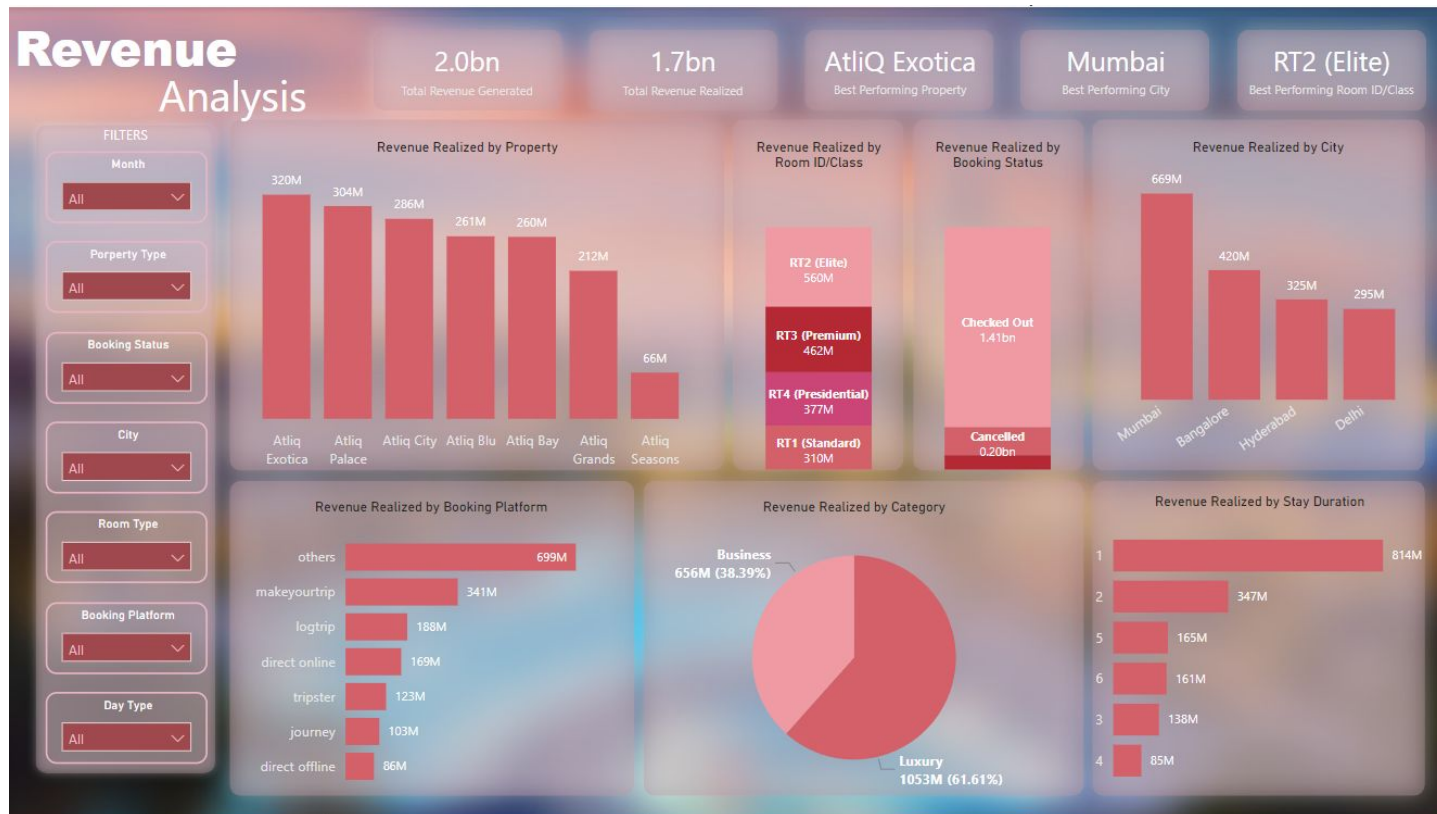 Revenue
Analysis
2.0bn
Total Revenue Generated
1.7bn
Total Revenue Realized
AtliQ Exotica
Best Performing Property
Mumbai
Best Performing City
RT2 (Elite)
Best Performing Room ID/Class
FILTERS
Month
All
Porperty Type
All
Booking Status
All
City
All
Room Type
All
Booking Platform
All
Day Type
All
Revenue Realized by Property
320M
304M
286M
261M
260M
212M
66M
Atliq
Exotica
Atliq
Palace
Atliq City
Atliq Blu
Atliq Bay
Atliq
Grands
Atliq
Seasons
Revenue Realized by
Room ID/Class
RT2 (Elite)
560M
RT3 (Premium)
462M
RT4 (Presidential)
377M
RT1 (Standard)
310M
Revenue Realized by
Booking Status
Checked Out
1.41bn
Cancelled
0.20bn
Revenue Realized by City
669M
420M
325M
295M
Mumbai
Bangalore
Hyderabad
Delhi
Revenue Realized by Booking Platform
others 699M
makeyourtrip 341M
logtrip 188M
direct online 169M
tripster 123M
journey 103M
direct offline 86M
Revenue Realized by Category
Business
656M (38.39%)
Luxury
1053M (61.61%)
Revenue Realized by Stay Duration
1 814M
2 347M
5 165M
6 161M
3 138M
4 85M